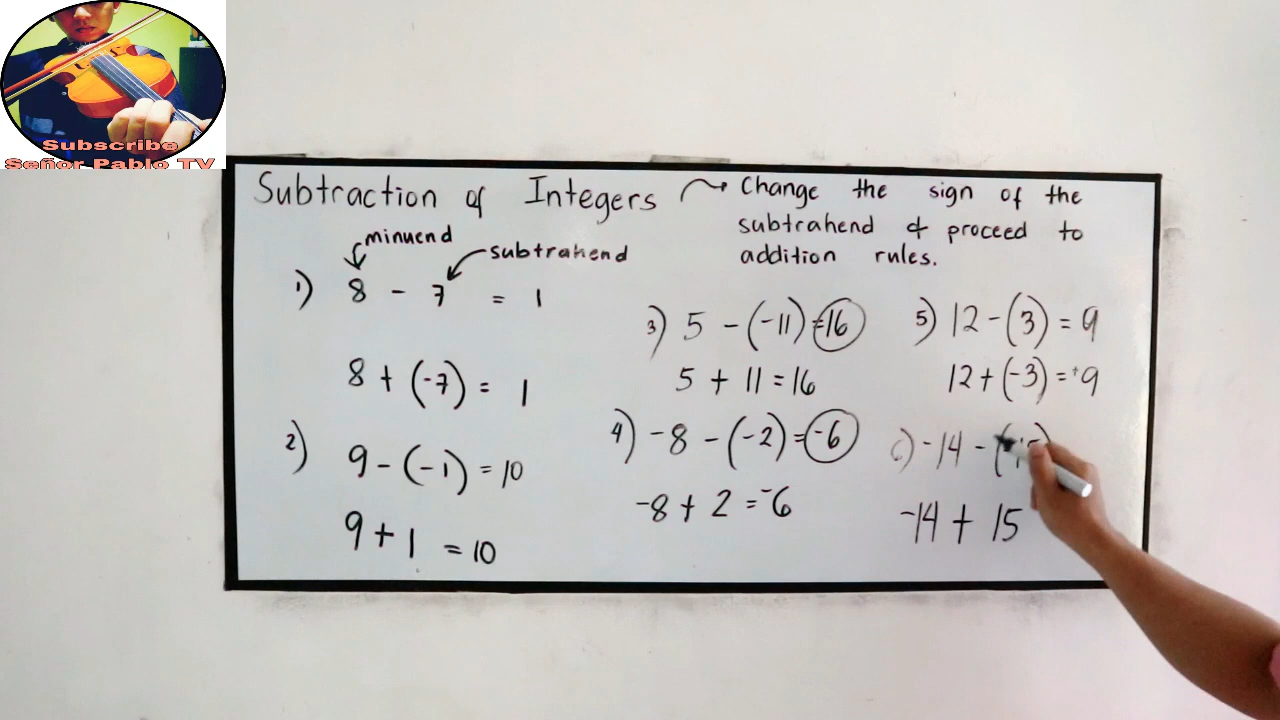 Subscribe
Señor Pablo TV
Subtraction of Integers
Change the sign of the
subtrahend & proceed to
addition rules.
minuend
subtrahend
1) 8 - 7 = 1
8 + (-7) = 1
2) 9 - (-1) = 10
9 + 1 = 10
3) 5 - (-11) = 16
5 + 11 = 16
4) -8 - (-2) = -6
-8 + 2 = -6
5) 12 - (3) = 9
12 + (-3) = +9
6) -14 - (
-14 + 15